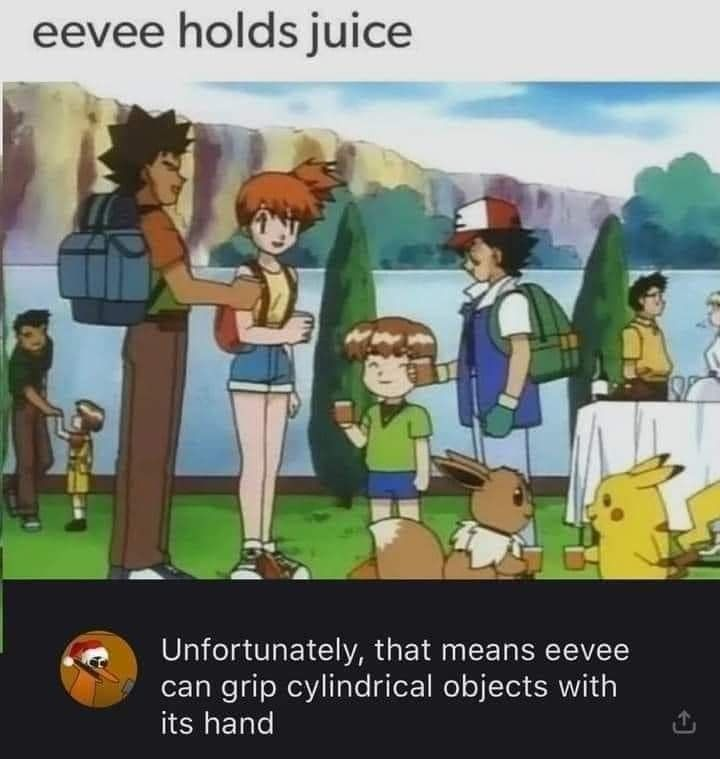 eevee holds juice
Unfortunately, that means eevee
can grip cylindrical objects with
its hand